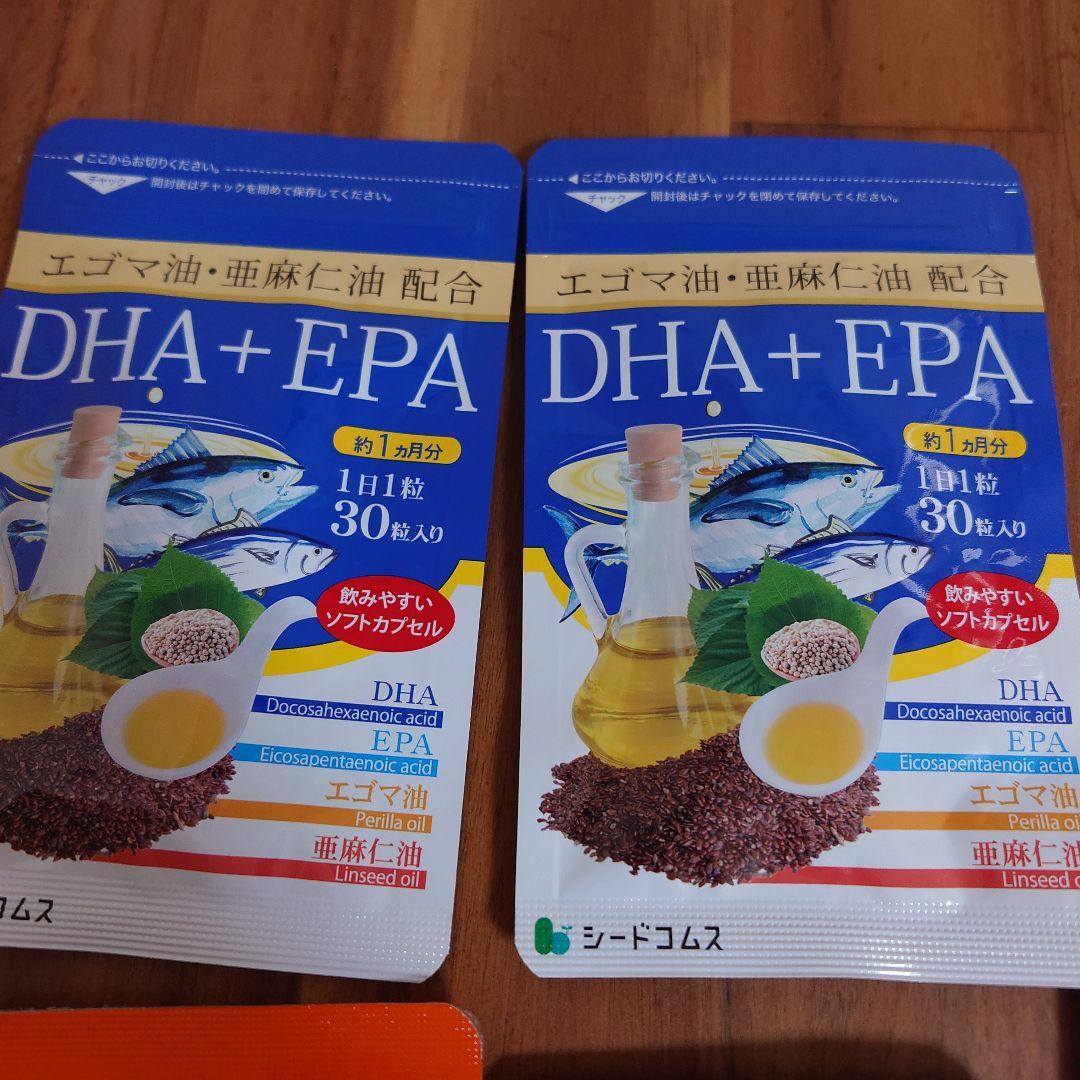 ここからお切りください。
チャック
開封後はチャックを閉めて保存してください。
エゴマ油・亜麻仁油 配合
DHA+EPA
約1ヵ月分
1日1粒
30粒入り
飲みやすい
ソフトカプセル
DHA
Docosahexaenoic acid
EPA
Eicosapentaenoic acid
エゴマ油
Perilla oil
亜麻仁油
Linseed oil
コムス
ここからお切りください。
チャック
開封後はチャックを閉めて保存してください。
エゴマ油・亜麻仁油 配合
DHA+EPA
約1ヵ月分
1日1粒
30粒入り
飲みやすい
ソフトカプセル
DHA
Docosahexaenoic acid
EPA
Eicosapentaenoic acid
エゴマ油
Perilla oil
亜麻仁油
Linseed oil
シードコムス